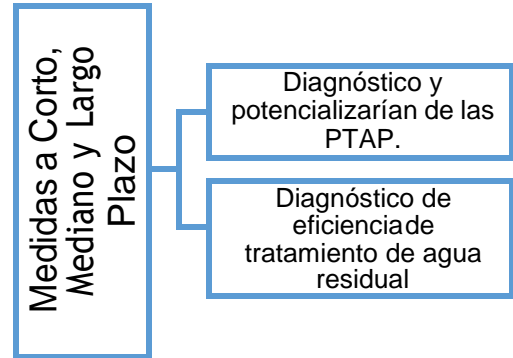 Medidas a Corto,
Mediano y Largo
Plazo
Diagnóstico y
potencializarían de las
PTAP.
Diagnóstico de
eficienciade
tratamiento de agua
residual